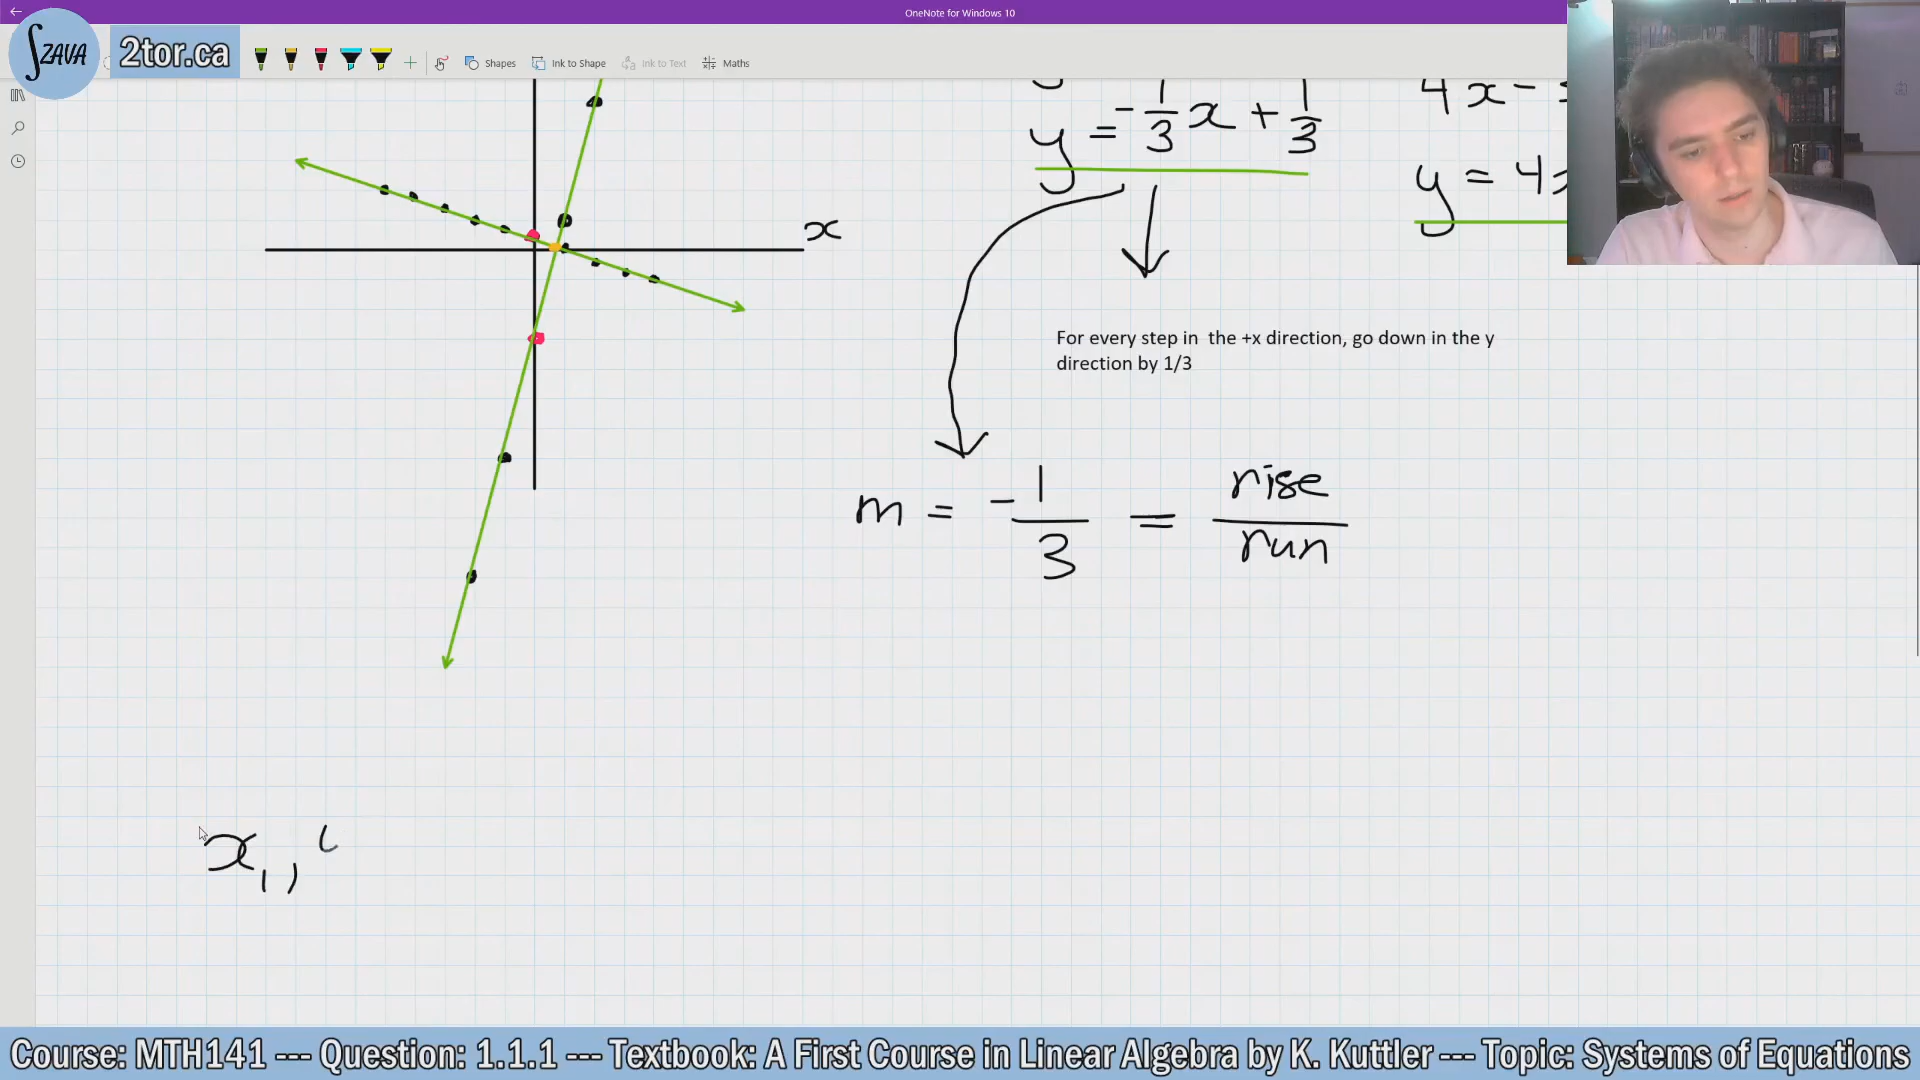 OneNote for Windows 10
ZAVA 2tor.ca
Shapes Ink to Shape Ink to Text Maths
y = -1/3 x + 1/3
4x -
y = 4x
x
For every step in the +x direction, go down in the y
direction by 1/3
m = -1/3 = rise/run
x₁,
Course: MTH141 --- Question: 1.1.1 --- Textbook: A First Course in Linear Algebra by K. Kuttler --- Topic: Systems of Equations